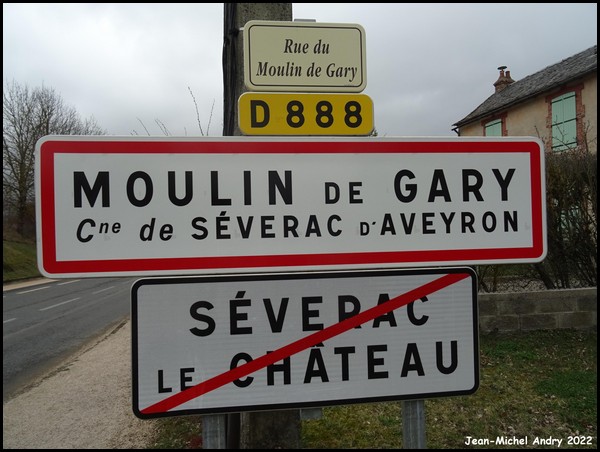 Rue du
Moulin de Gary
D 888
MOULIN DE GARY
Cne de SÉVERAC D'AVEYRON
SÉVERAC
LE CHÂTEAU
Jean-Michel Andry 2022